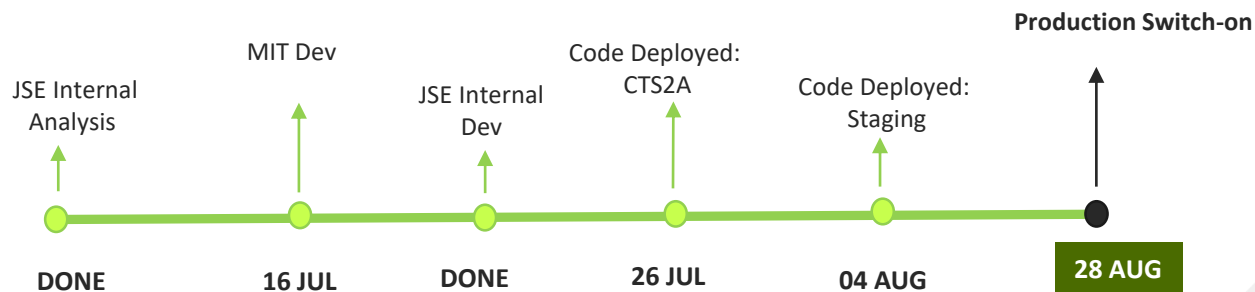 Production Switch-on
MIT Dev
Code Deployed:
CTS2A
JSE Internal
Analysis
JSE Internal
Dev
Code Deployed:
Staging
DONE
16 JUL
DONE
26 JUL
04 AUG
28 AUG